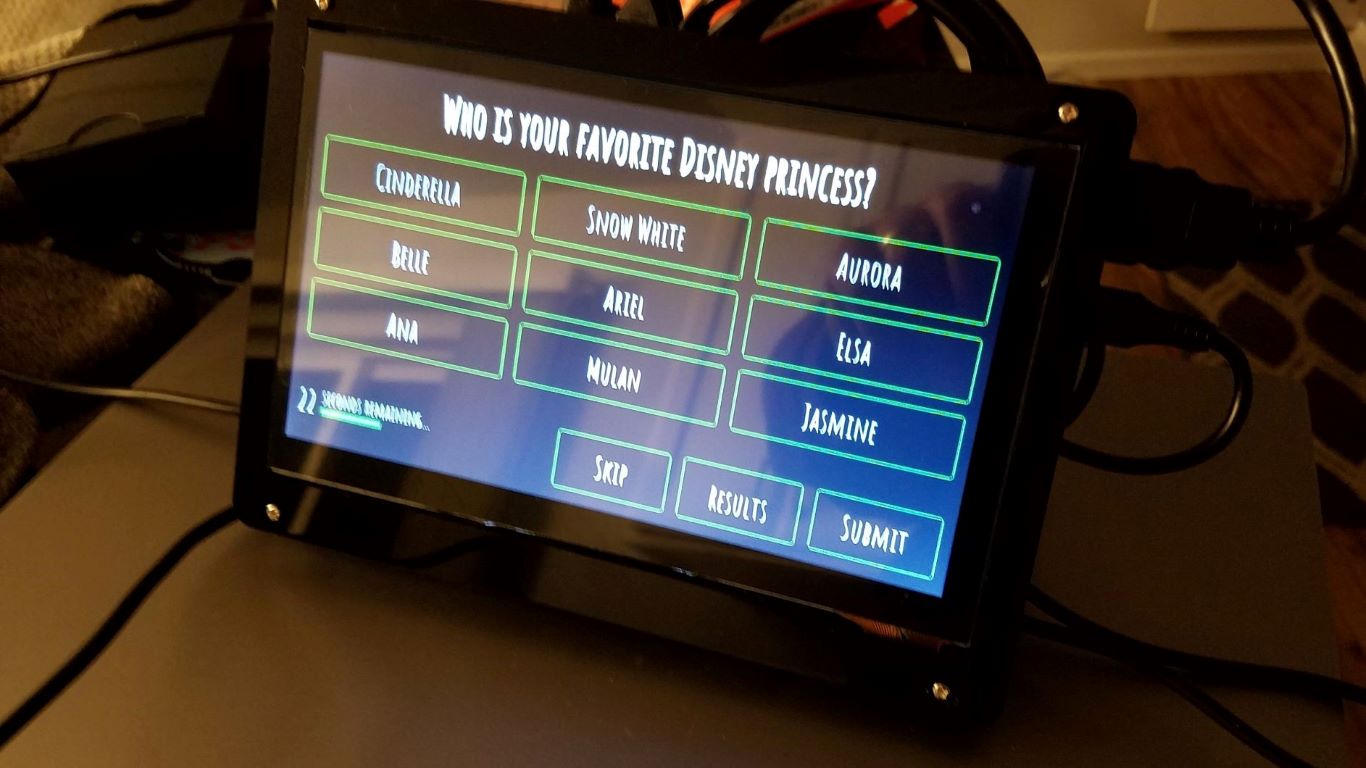 Who is your favorite Disney princess?
Cinderella Snow White Aurora
Belle Ariel Elsa
Ana Mulan Jasmine
22 seconds remaining...
Skip Results Submit